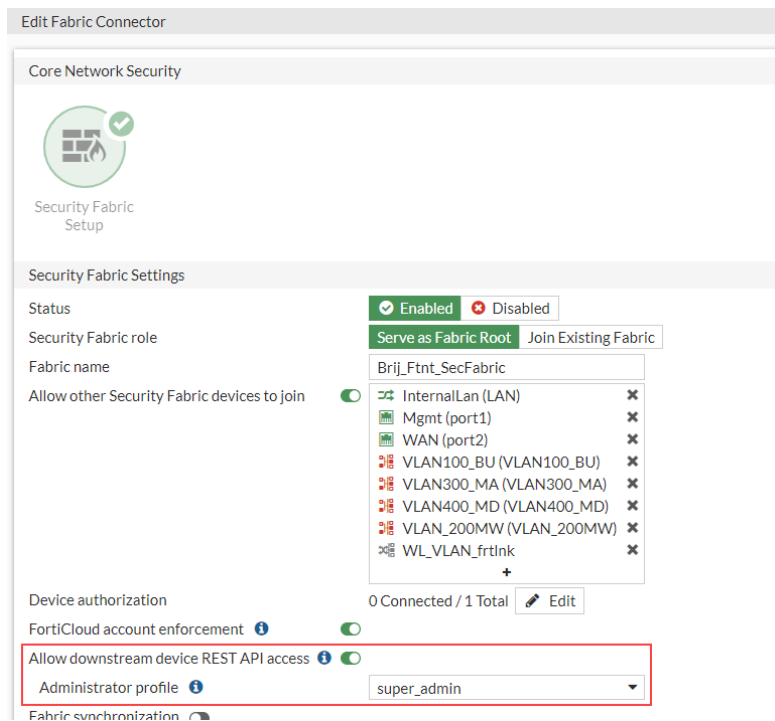 Edit Fabric Connector
Core Network Security
Security Fabric
Setup
Security Fabric Settings
Status Enabled Disabled
Security Fabric role Serve as Fabric Root Join Existing Fabric
Fabric name Brij_Ftnt_SecFabric
Allow other Security Fabric devices to join InternalLan (LAN)
Mgmt (port1)
WAN (port2)
VLAN100_BU (VLAN100_BU)
VLAN300_MA (VLAN300_MA)
VLAN400_MD (VLAN400_MD)
VLAN_200MW (VLAN_200MW)
WL_VLAN_frtlnk
+
Device authorization 0 Connected / 1 Total Edit
FortiCloud account enforcement
Allow downstream device REST API access
Administrator profile super_admin
Fabric synchronization